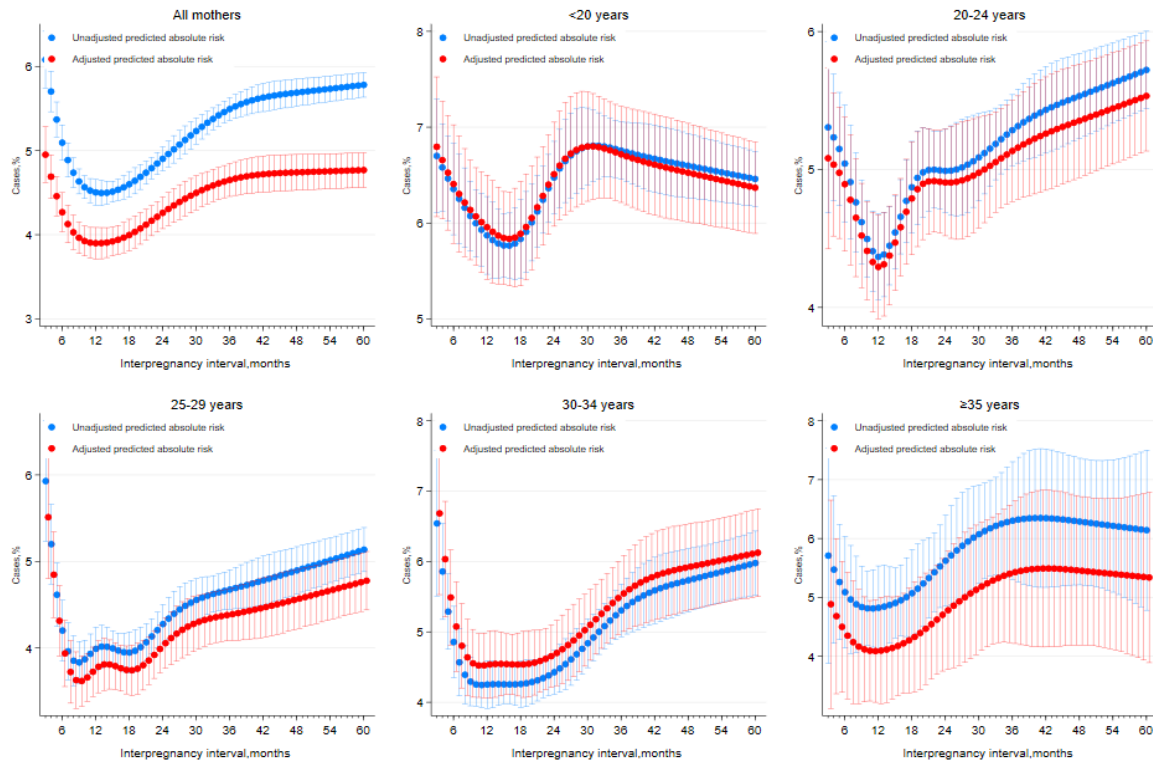 All mothers
Unadjusted predicted absolute risk
Adjusted predicted absolute risk
6
5
4
3
Cases,%
6 12 18 24 30 36 42 48 54 60
Interpregnancy interval,months
<20 years
Unadjusted predicted absolute risk
Adjusted predicted absolute risk
8
7
6
5
Cases,%
6 12 18 24 30 36 42 48 54 60
Interpregnancy interval,months
20-24 years
Unadjusted predicted absolute risk
Adjusted predicted absolute risk
6
5
4
Cases,%
6 12 18 24 30 36 42 48 54 60
Interpregnancy interval,months
25-29 years
Unadjusted predicted absolute risk
Adjusted predicted absolute risk
6
5
4
Cases,%
6 12 18 24 30 36 42 48 54 60
Interpregnancy interval,months
30-34 years
Unadjusted predicted absolute risk
Adjusted predicted absolute risk
8
7
6
5
4
Cases,%
6 12 18 24 30 36 42 48 54 60
Interpregnancy interval,months
≥35 years
Unadjusted predicted absolute risk
Adjusted predicted absolute risk
8
7
6
5
4
Cases,%
6 12 18 24 30 36 42 48 54 60
Interpregnancy interval,months